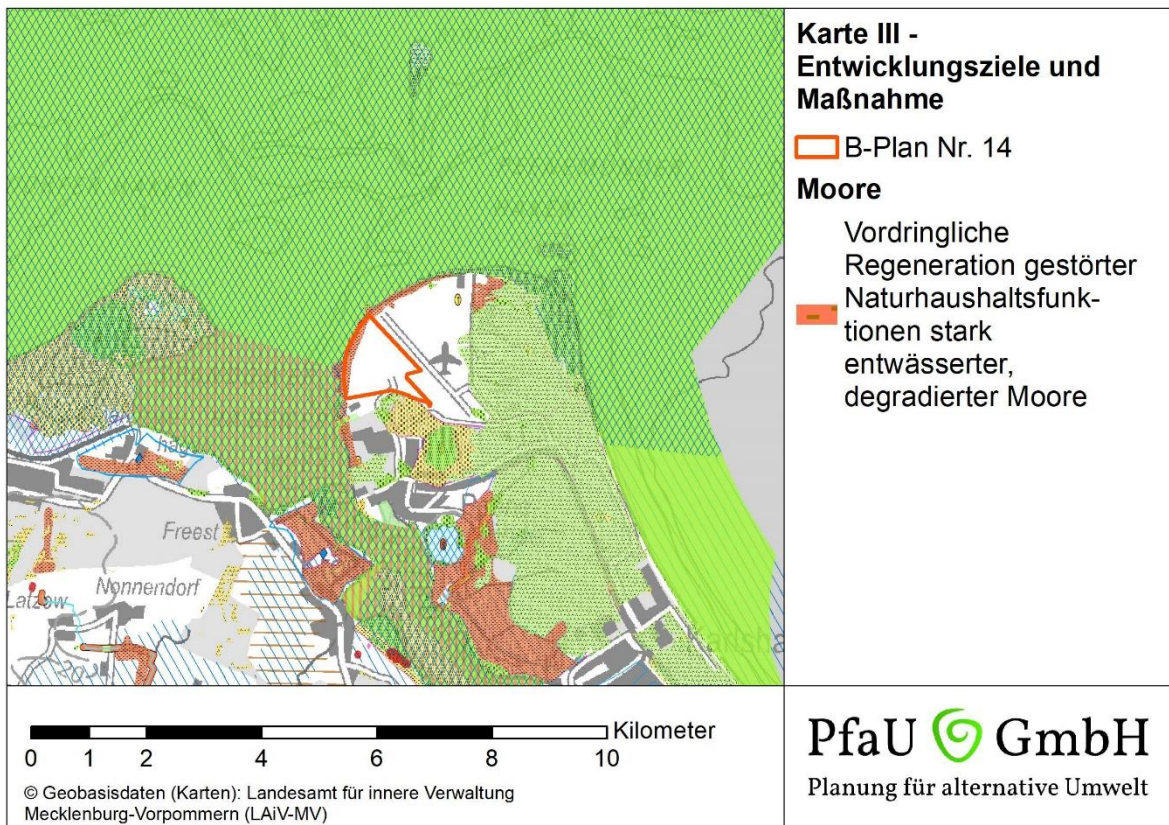 Karte III -
Entwicklungsziele und
Maßnahme
B-Plan Nr. 14
Moore
Vordringliche
Regeneration gestörter
Naturhaushaltsfunk-
tionen stark
entwässerter,
degradierter Moore
Freest
Nonnendorf
Latzow
Karlsha
Kilometer
0 1 2 4 6 8 10
© Geobasisdaten (Karten): Landesamt für innere Verwaltung
Mecklenburg-Vorpommern (LAiV-MV)
PfaU GmbH
Planung für alternative Umwelt